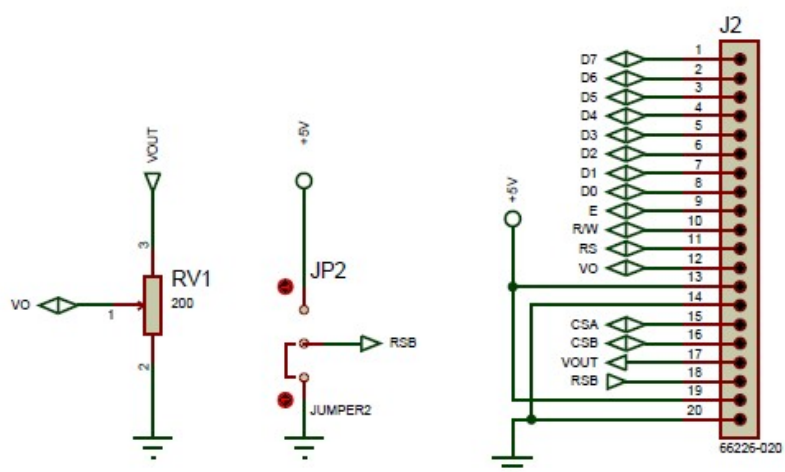 VOUT
3
RV1
200
VO
1
2
+5V
JP2
RSB
JUMPER2
J2
D7 1
D6 2
D5 3
D4 4
D3 5
D2 6
D1 7
D0 8
E 9
R/W 10
RS 11
VO 12
+5V
13
14
CSA 15
CSB 16
VOUT 17
RSB 18
19
20
66226-020